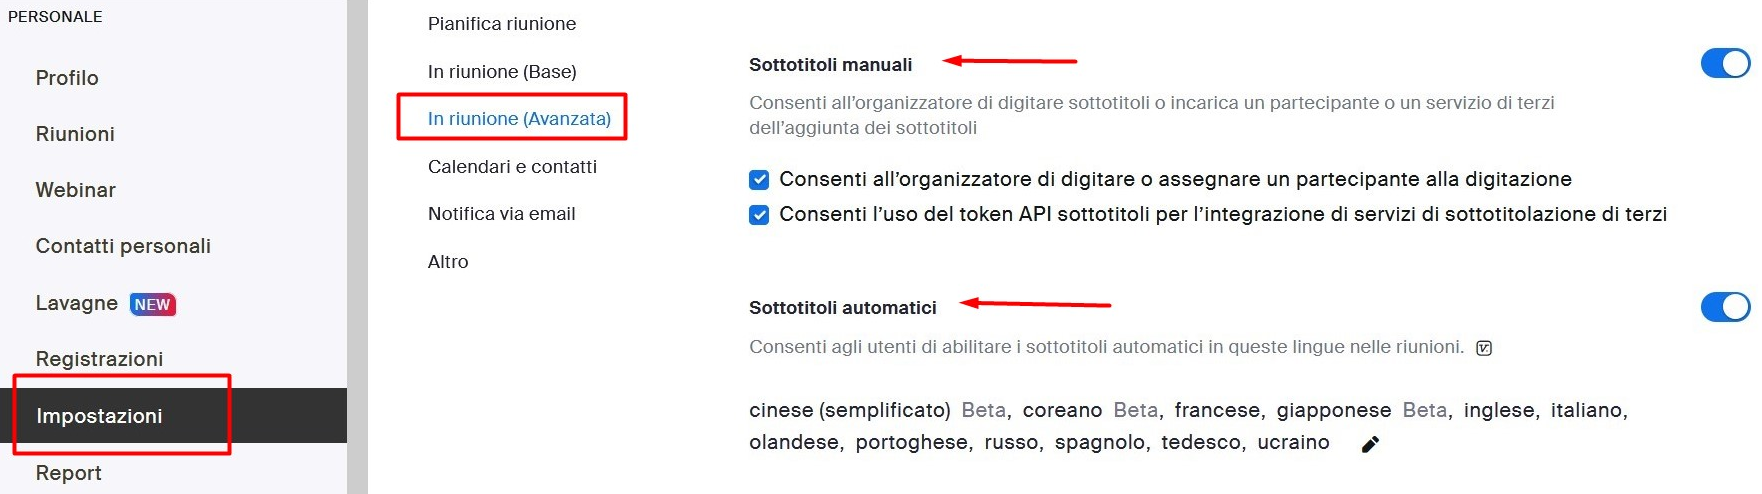 PERSONALE
Profilo
Riunioni
Webinar
Contatti personali
Lavagne NEW
Registrazioni
Impostazioni
Report
Pianifica riunione
In riunione (Base)
In riunione (Avanzata)
Calendari e contatti
Notifica via email
Altro
Sottotitoli manuali
Consenti all’organizzatore di digitare sottotitoli o incarica un partecipante o un servizio di terzi
dell’aggiunta dei sottotitoli
Consenti all’organizzatore di digitare o assegnare un partecipante alla digitazione
Consenti l’uso del token API sottotitoli per l’integrazione di servizi di sottotitolazione di terzi
Sottotitoli automatici
Consenti agli utenti di abilitare i sottotitoli automatici in queste lingue nelle riunioni.
cinese (semplificato) Beta, coreano Beta, francese, giapponese Beta, inglese, italiano,
olandese, portoghese, russo, spagnolo, tedesco, ucraino